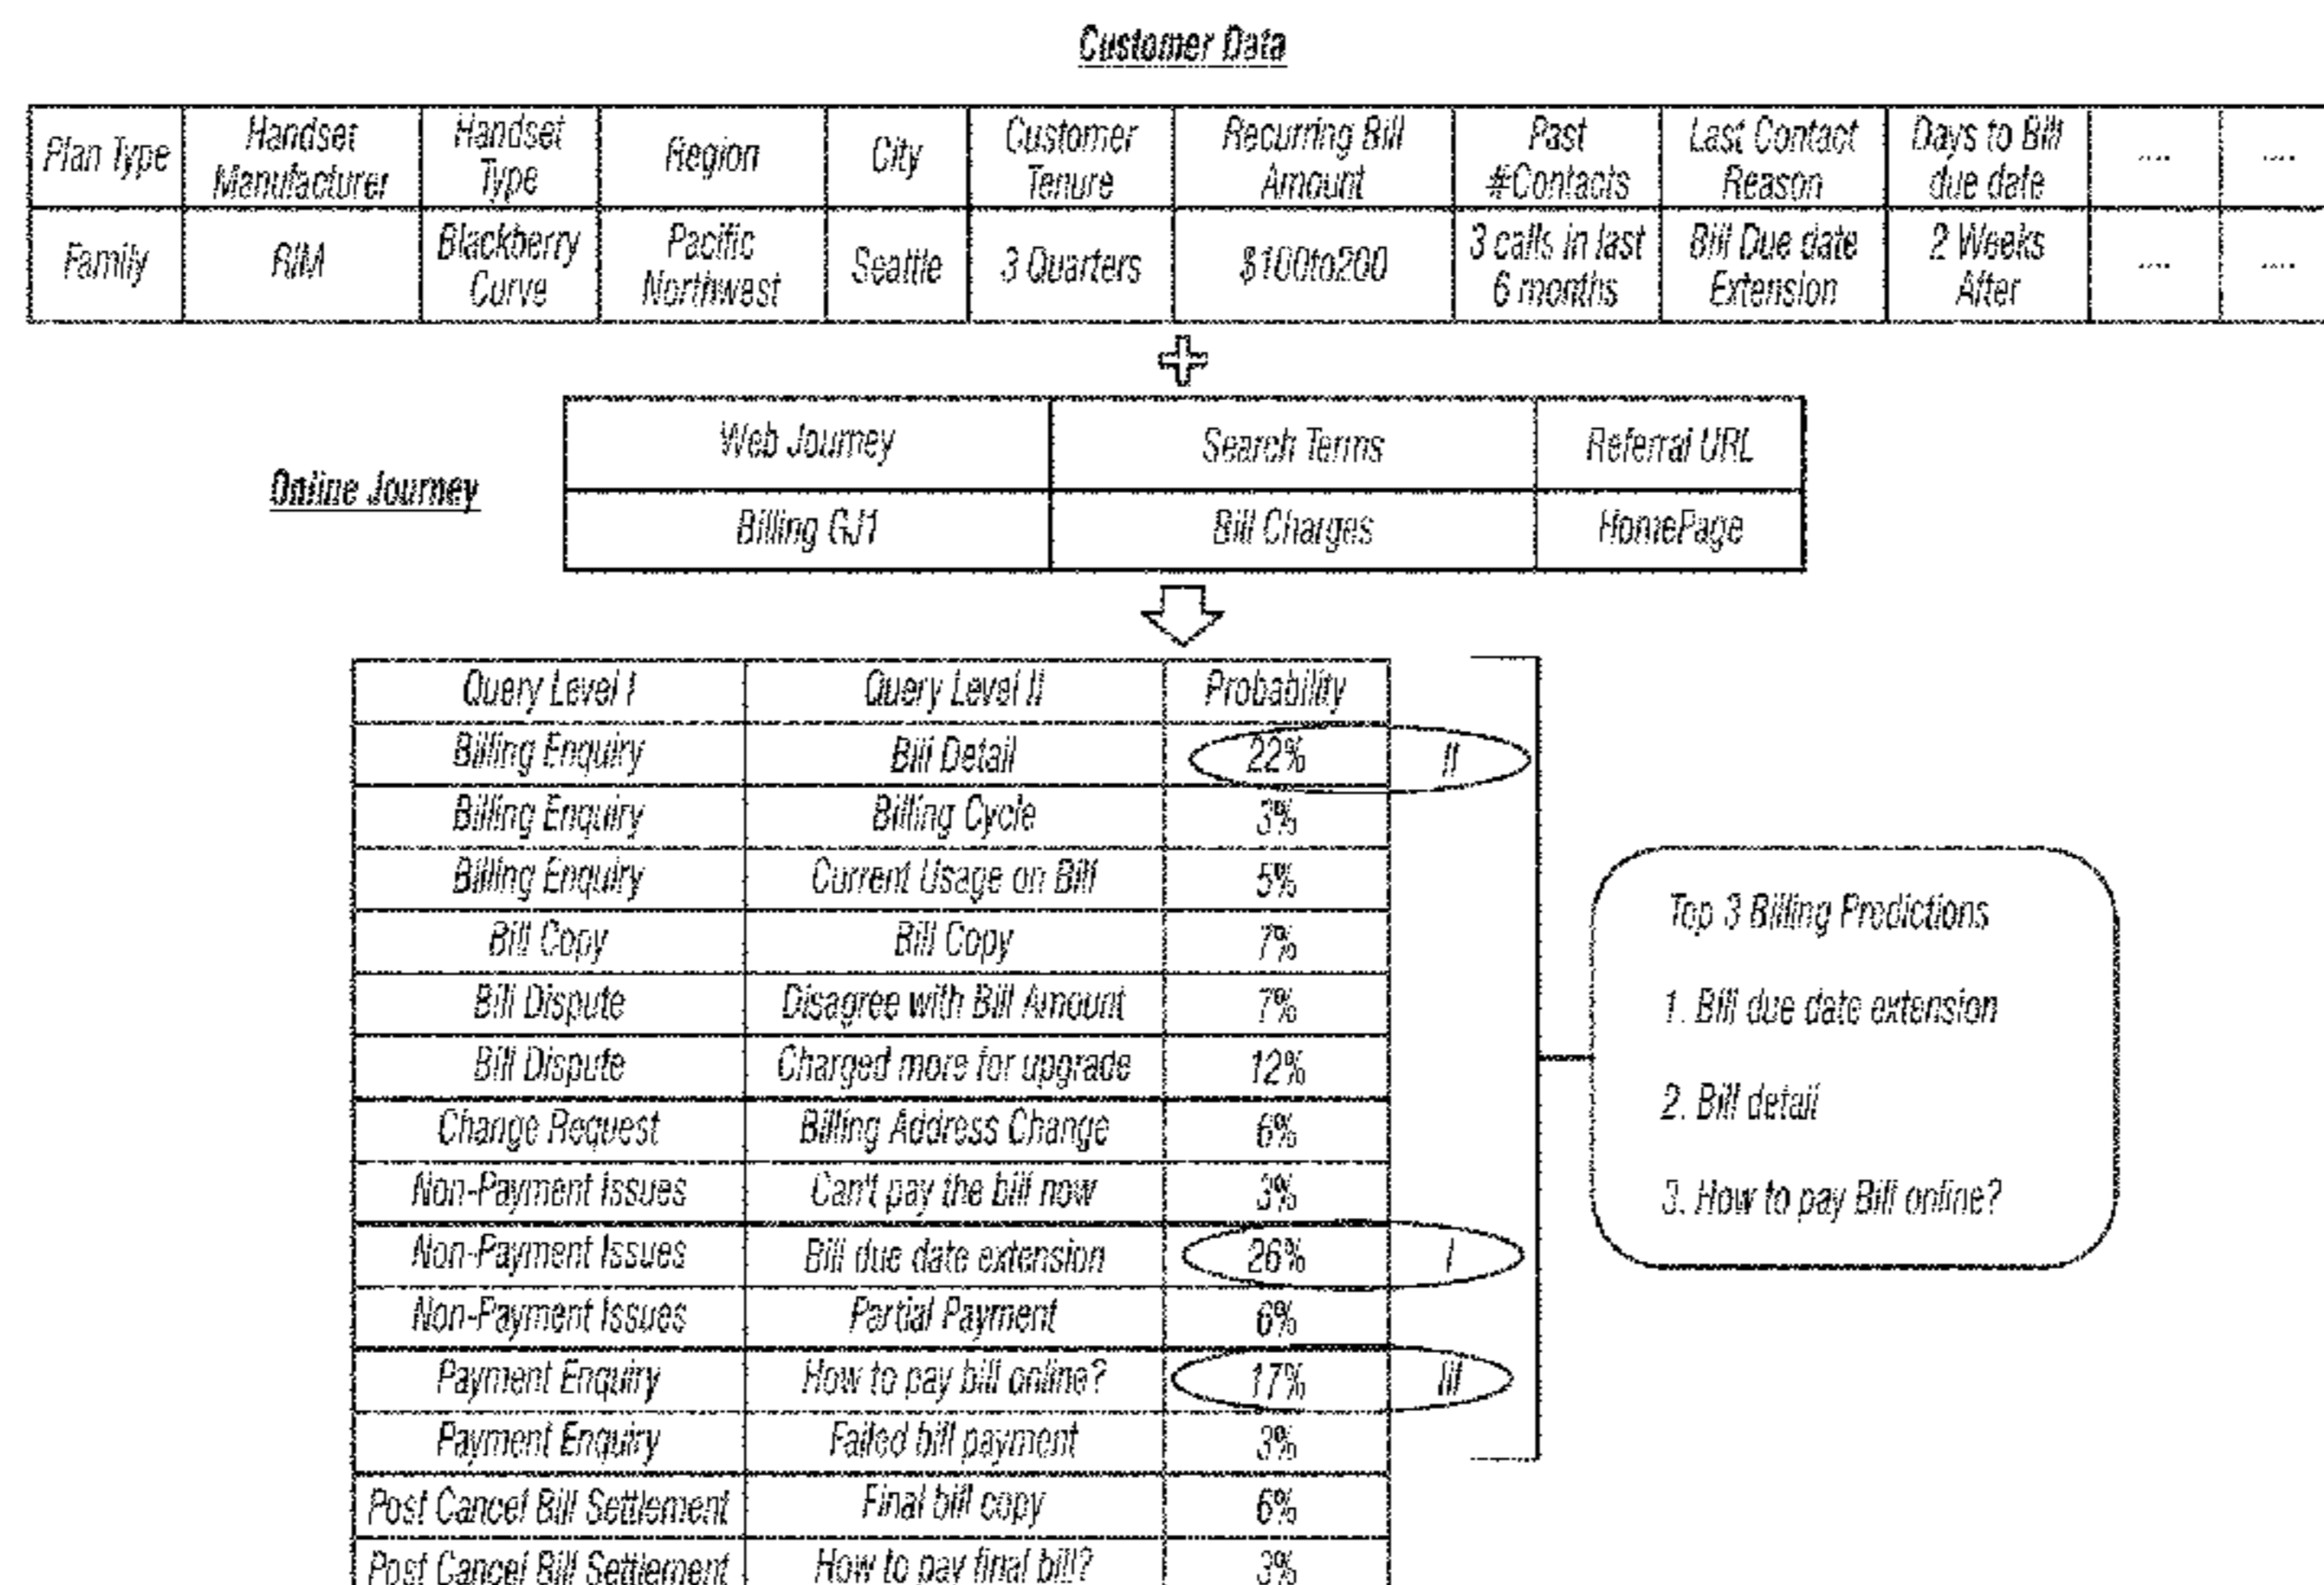 Customer Data
Plan Type Handset Manufacturer Handset Type Region City Customer Tenure Recurring Bill Amount Past #Contacts Last Contact Reason Days to Bill due date .... ....
Family RIM Blackberry Curve Pacific Northwest Seattle 3 Quarters $100to200 3 calls in last 6 months Bill Due date Extension 2 Weeks After .... ....
Online Journey
Web Journey Search Terms Referral URL
Billing GJ1 Bill Charges HomePage
Query Level I Query Level II Probability
Billing Enquiry Bill Detail 22% II
Billing Enquiry Billing Cycle 3%
Billing Enquiry Current Usage on Bill 5%
Bill Copy Bill Copy 7%
Bill Dispute Disagree with Bill Amount 7%
Bill Dispute Charged more for upgrade 12%
Change Request Billing Address Change 6%
Non-Payment Issues Can't pay the bill now 3%
Non-Payment Issues Bill due date extension 26% I
Non-Payment Issues Partial Payment 6%
Payment Enquiry How to pay bill online? 17% III
Payment Enquiry Failed bill payment 3%
Post Cancel Bill Settlement Final bill copy 6%
Post Cancel Bill Settlement How to pay final bill? 3%
Top 3 Billing Predictions
1. Bill due date extension
2. Bill detail
3. How to pay Bill online?